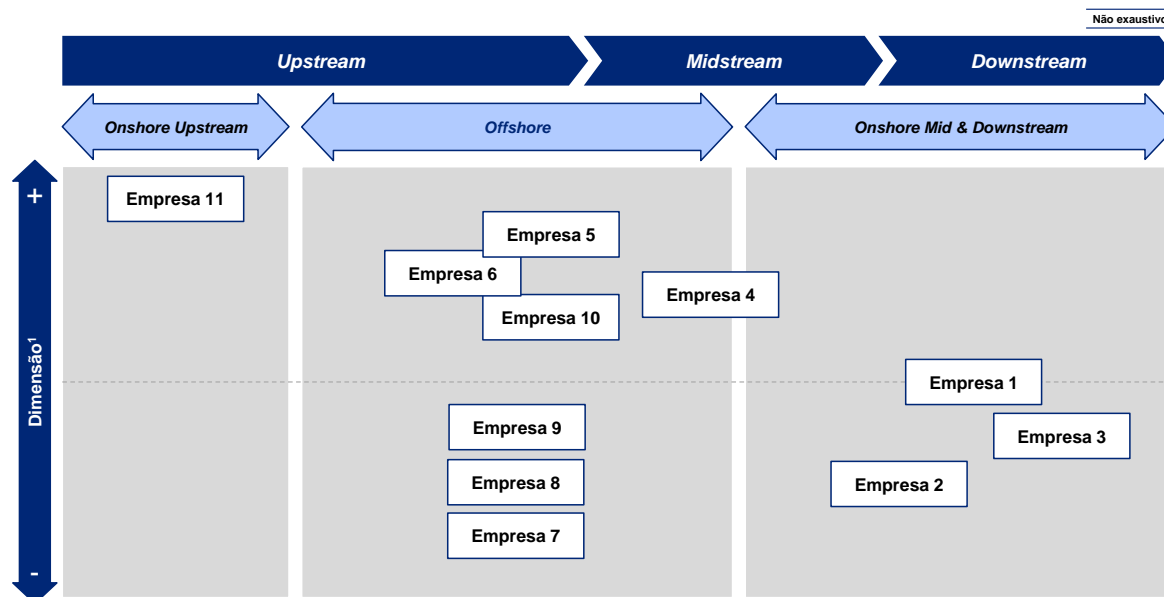 Não exaustivo
Upstream
Midstream
Downstream
Onshore Upstream
Offshore
Onshore Mid & Downstream
+
Empresa 11
Empresa 5
Empresa 6
Empresa 4
Empresa 10
Dimensão¹
Empresa 1
Empresa 9
Empresa 3
Empresa 8
Empresa 2
Empresa 7
-